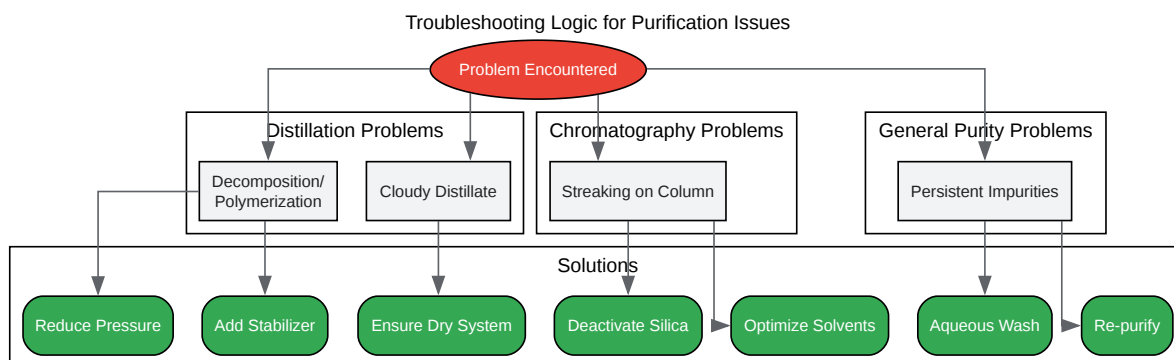 Troubleshooting Logic for Purification Issues
Problem Encountered
Distillation Problems
Chromatography Problems
General Purity Problems
Decomposition/
Polymerization
Cloudy Distillate
Streaking on Column
Persistent Impurities
Solutions
Reduce Pressure
Add Stabilizer
Ensure Dry System
Deactivate Silica
Optimize Solvents
Aqueous Wash
Re-purify